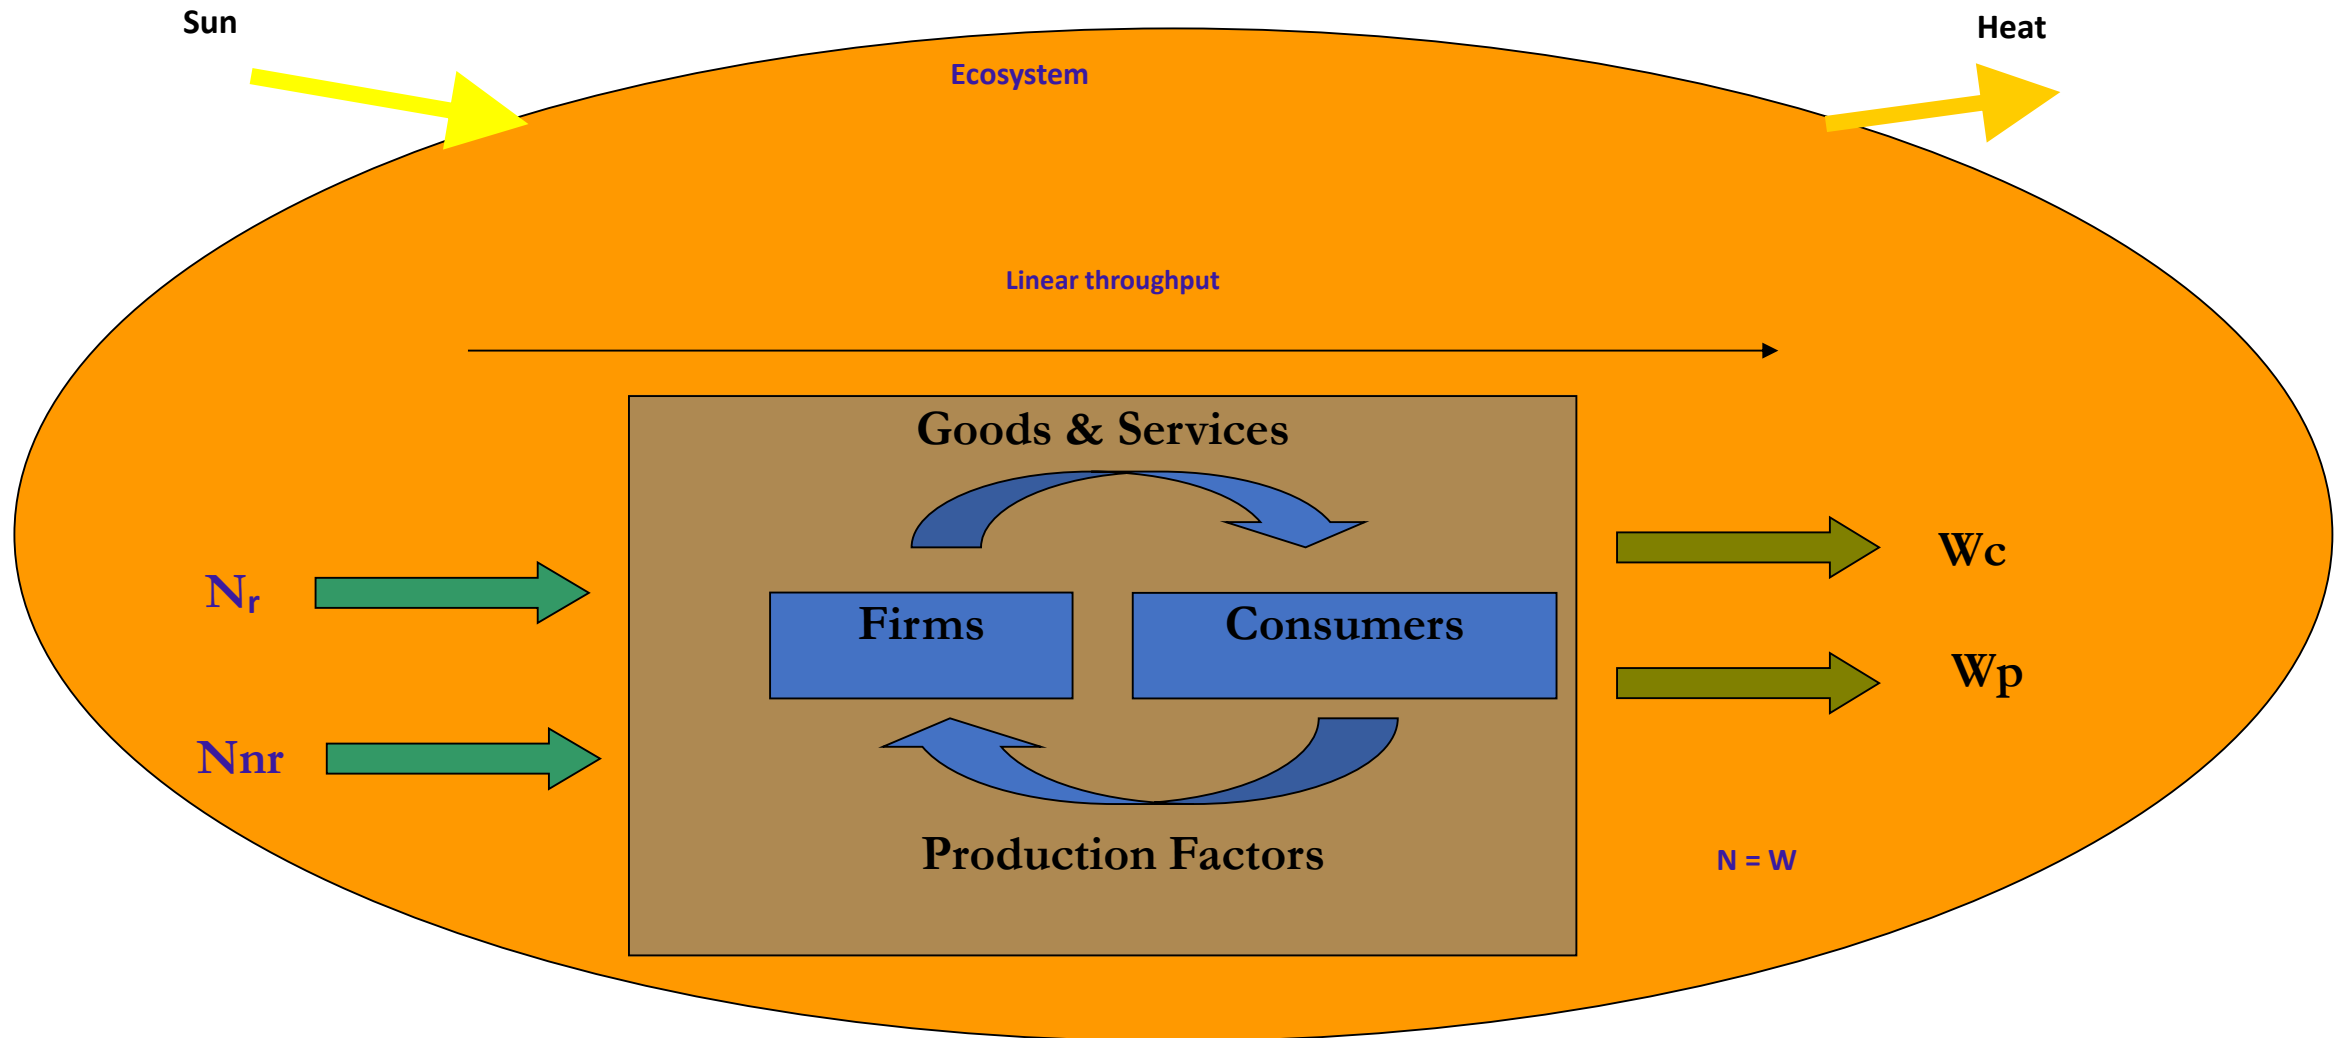 Sun
Heat
Ecosystem
Linear throughput
Goods & Services
Wc
Nr
Firms
Consumers
Wp
Nnr
Production Factors
N = W